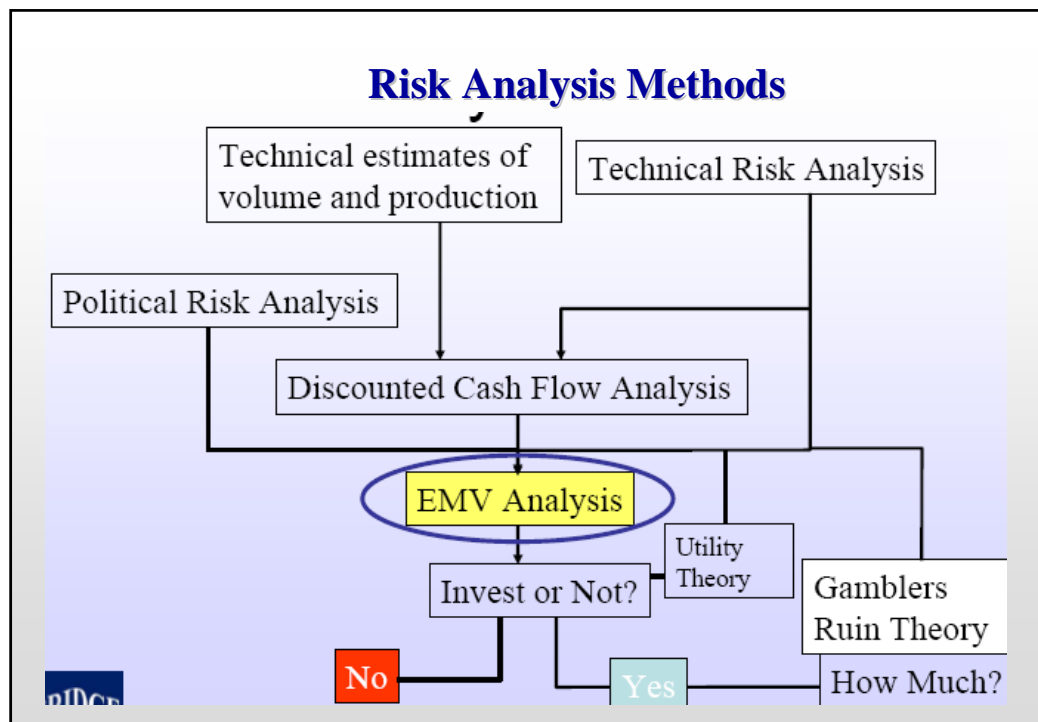 Risk Analysis Methods
Technical estimates of
volume and production
Technical Risk Analysis
Political Risk Analysis
Discounted Cash Flow Analysis
EMV Analysis
Utility
Theory
Invest or Not?
Gamblers
Ruin Theory
No
Yes
How Much?